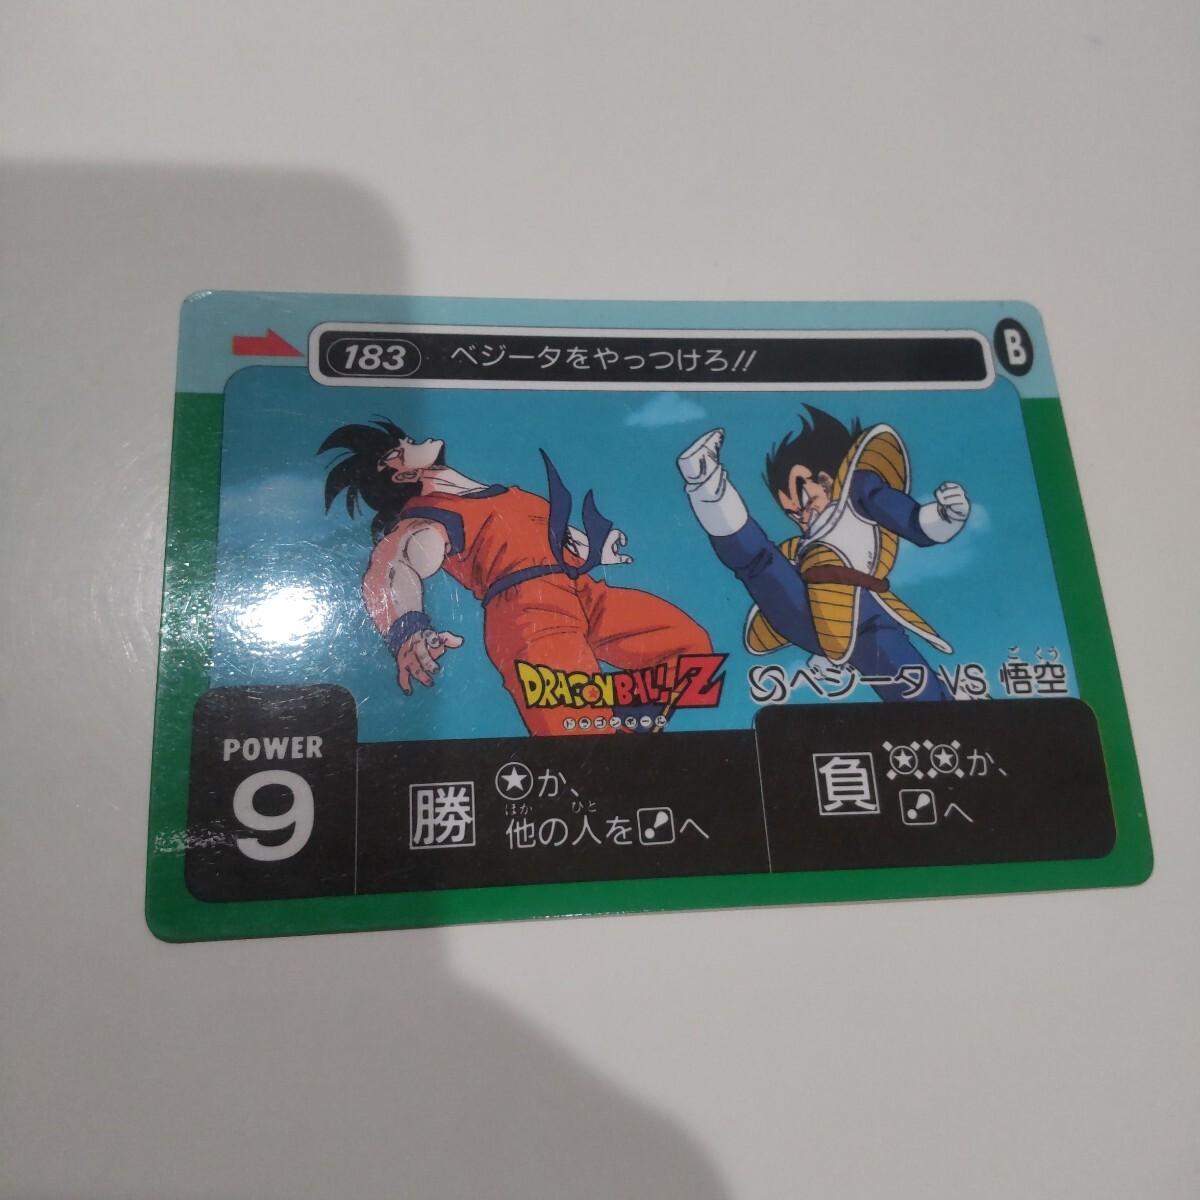 183 ベジータをやっつけろ!!
B
DRAGON BALL Z
ドラゴンボール
ベジータ VS 悟空
ごくう
POWER
9
勝
か、
他の人を へ
ほか ひと
負
か、
へ